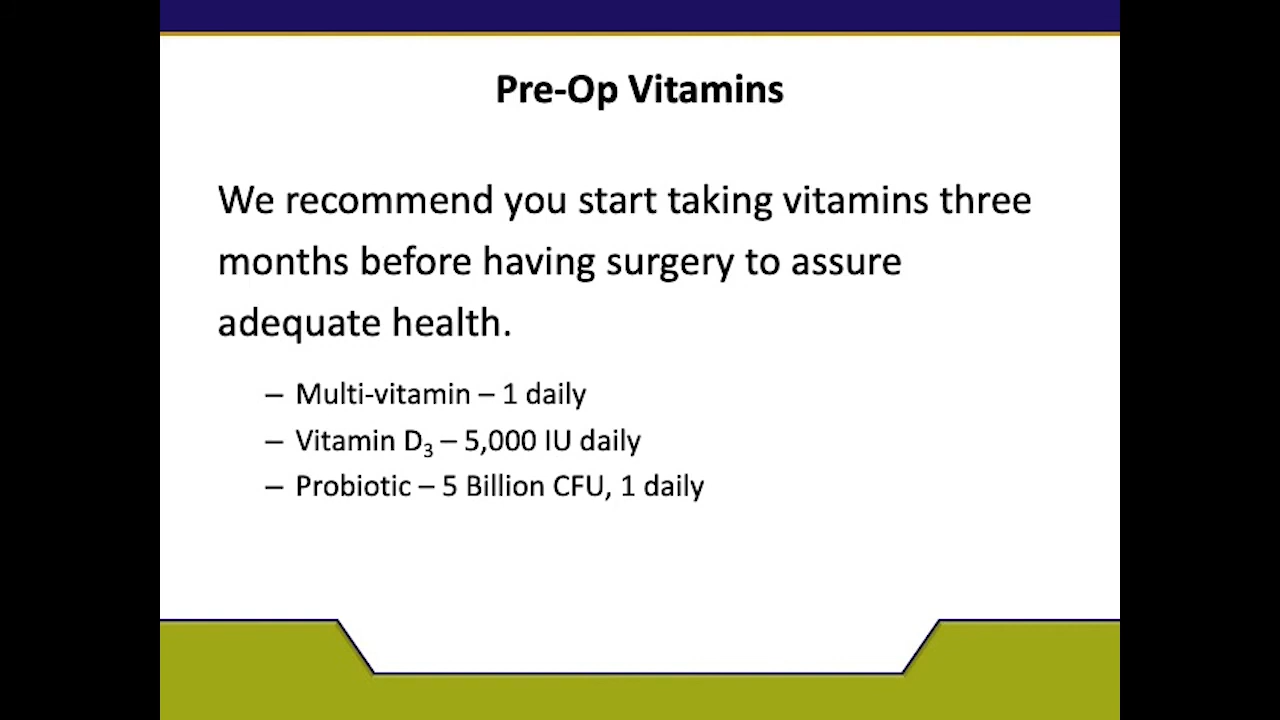 Pre-Op Vitamins
We recommend you start taking vitamins three
months before having surgery to assure
adequate health.
– Multi-vitamin – 1 daily
– Vitamin D₃ – 5,000 IU daily
– Probiotic – 5 Billion CFU, 1 daily